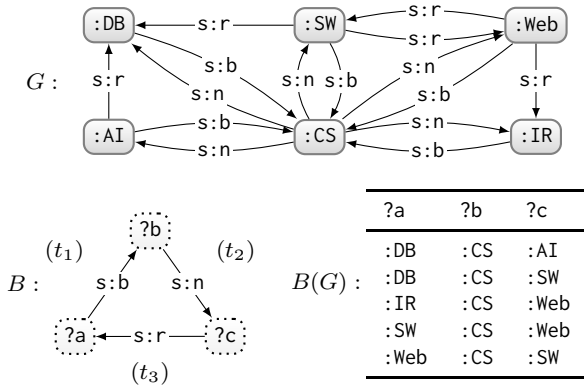 :DB s:r :SW s:r :Web
s:r
G :
s:b s:n s:n s:b s:n s:b s:r
:AI s:b s:n :CS s:n s:b :IR
?b
(t1) (t2)
B : s:b s:n
?a s:r ?c
(t3)
B(G) :
?a ?b ?c
:DB :CS :AI
:DB :CS :SW
:IR :CS :Web
:SW :CS :Web
:Web :CS :SW